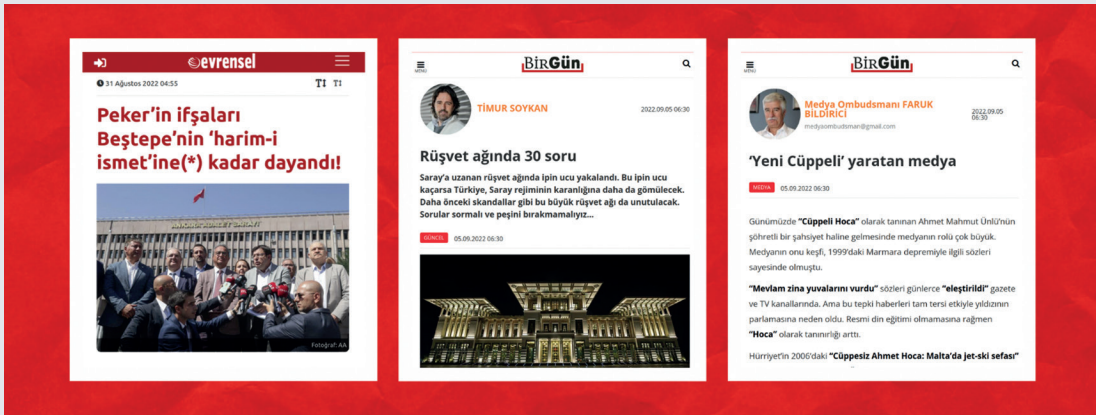 evrensel
31 Ağustos 2022 04:55
TI TI
Peker'in ifşaları
Beştepe'nin 'harim-i
ismet'ine(*) kadar dayandı!
ANKARA ADALET SARAYI
Fotoğraf: AA
MENU
BirGün
TİMUR SOYKAN
2022.09.05 06:30
Rüşvet ağında 30 soru
Saray'a uzanan rüşvet ağında ipin ucu yakalandı. Bu ipin ucu
kaçarsa Türkiye, Saray rejiminin karanlığına daha da gömülecek.
Daha önceki skandallar gibi bu büyük rüşvet ağı da unutulacak.
Sorular sormalı ve peşini bırakmamalıyız...
GÜNCEL
05.09.2022 06:30
MENU
BirGün
Medya Ombudsmanı FARUK
BİLDİRİCİ
medyaombudsman@gmail.com
2022.09.05
06:30
'Yeni Cüppeli' yaratan medya
MEDYA
05.09.2022 06:30
Günümüzde "Cüppeli Hoca" olarak tanınan Ahmet Mahmut Ünlü'nün
şöhretli bir şahsiyet haline gelmesinde medyanın rolü çok büyük.
Medyanın onu keşfi, 1999'daki Marmara depremiyle ilgili sözleri
sayesinde olmuştu.
"Mevlam zina yuvalarını vurdu" sözleri günlerce "eleştirildi" gazete
ve TV kanallarında. Ama bu tepki haberleri tam tersi etkiyle yıldızının
parlamasına neden oldu. Resmi din eğitimi olmamasına rağmen
"Hoca" olarak tanınırlığı arttı.
Hürriyet'in 2006'daki "Cüppesiz Ahmet Hoca: Malta'da jet-ski sefası"